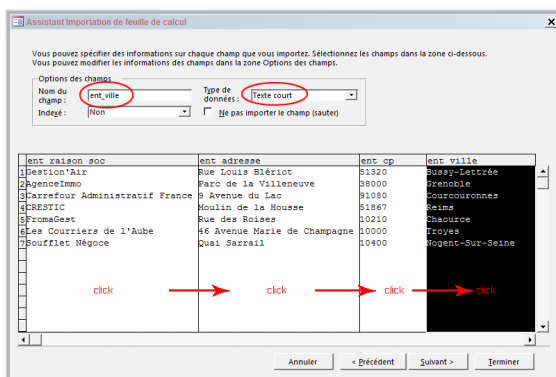 Assistant Importation de feuille de calcul
Vous pouvez spécifier des informations sur chaque champ que vous importez. Sélectionnez les champs dans la zone ci-dessous.
Vous pouvez modifier les informations des champs dans la zone Options des champs.
Options des champs
Nom du champ : ent_ville Type de données : Texte court
Indexé : Non Ne pas importer le champ (sauter)
ent raison soc ent adresse ent cp ent ville
1 Gestion'Air Rue Louis Blériot 51320 Bussy-Lettrée
2 AgenceImmo Parc de la Villeneuve 38000 Grenoble
3 Carrefour Administratif France 9 Avenue du Lac 91080 Courcouronnes
4 CRESTIC Moulin de la Housse 51867 Reims
5 FromaGest Rue des Roises 10210 Chaource
6 Les Courriers de l'Aube 46 Avenue Marie de Champagne 10000 Troyes
7 Soufflet Négoce Quai Sarrail 10400 Nogent-Sur-Seine
click click click click
Annuler < Précédent Suivant > Terminer